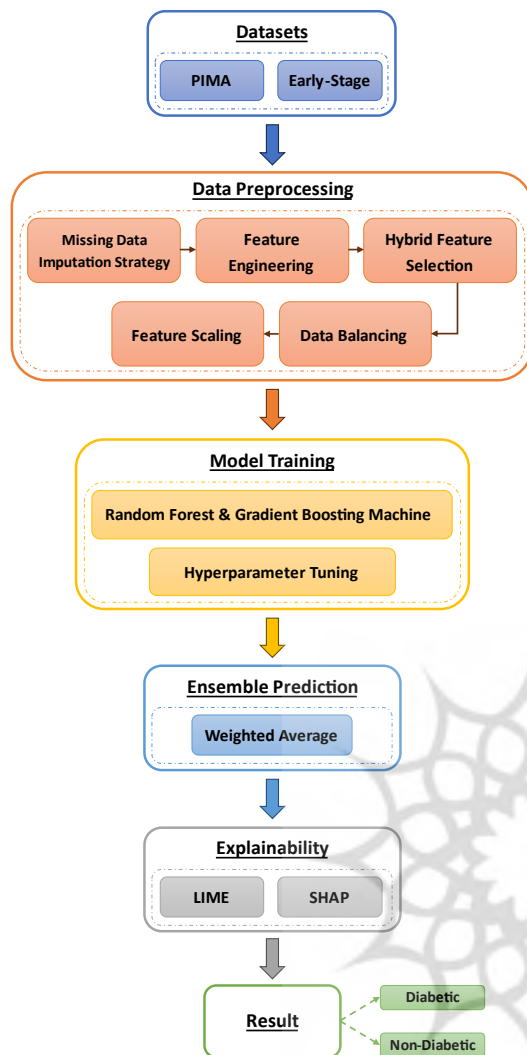 Datasets
PIMA
Early-Stage
Data Preprocessing
Missing Data
Imputation Strategy
Feature
Engineering
Hybrid Feature
Selection
Feature Scaling
Data Balancing
Model Training
Random Forest & Gradient Boosting Machine
Hyperparameter Tuning
Ensemble Prediction
Weighted Average
Explainability
LIME
SHAP
Result
Diabetic
Non-Diabetic